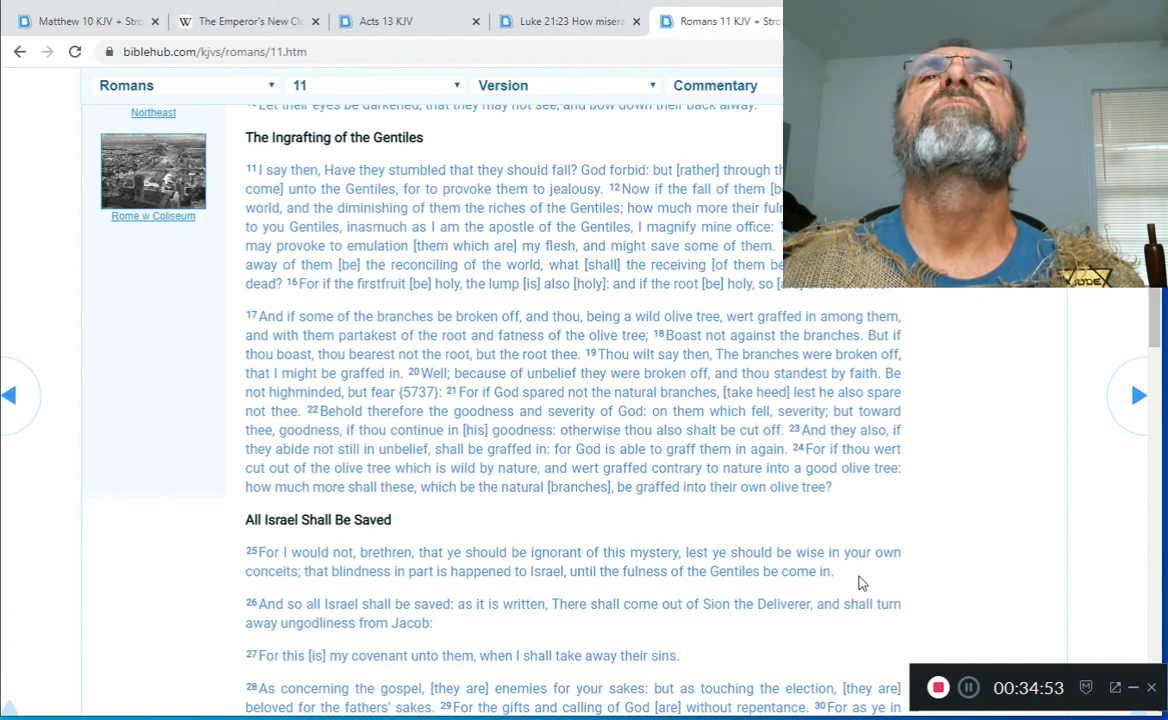 Matthew 10 KJV + Stro
The Emperor's New Clo
Acts 13 KJV
Luke 21:23 How misera
Romans 11 KJV + Stron
biblehub.com/kjvs/romans/11.htm
Romans
11
Version
Commentary
Northeast
Rome w Coliseum
Let their eyes be darkened, that they may not see, and bow down their back alway.
The Ingrafting of the Gentiles
11 I say then, Have they stumbled that they should fall? God forbid: but [rather] through th
come] unto the Gentiles, for to provoke them to jealousy. 12 Now if the fall of them [b
world, and the diminishing of them the riches of the Gentiles; how much more their fuln
to you Gentiles, inasmuch as I am the apostle of the Gentiles, I magnify mine office:
may provoke to emulation [them which are] my flesh, and might save some of them.
away of them [be] the reconciling of the world, what [shall] the receiving [of them be
dead? 16 For if the firstfruit [be] holy, the lump [is] also [holy]: and if the root [be] holy, so
17 And if some of the branches be broken off, and thou, being a wild olive tree, wert graffed in among them,
and with them partakest of the root and fatness of the olive tree; 18 Boast not against the branches. But if
thou boast, thou bearest not the root, but the root thee. 19 Thou wilt say then, The branches were broken off,
that I might be graffed in. 20 Well; because of unbelief they were broken off, and thou standest by faith. Be
not highminded, but fear {5737}: 21 For if God spared not the natural branches, [take heed] lest he also spare
not thee. 22 Behold therefore the goodness and severity of God: on them which fell, severity; but toward
thee, goodness, if thou continue in [his] goodness: otherwise thou also shalt be cut off. 23 And they also, if
they abide not still in unbelief, shall be graffed in: for God is able to graff them in again. 24 For if thou wert
cut out of the olive tree which is wild by nature, and wert graffed contrary to nature into a good olive tree:
how much more shall these, which be the natural [branches], be graffed into their own olive tree?
All Israel Shall Be Saved
25 For I would not, brethren, that ye should be ignorant of this mystery, lest ye should be wise in your own
conceits; that blindness in part is happened to Israel, until the fulness of the Gentiles be come in.
26 And so all Israel shall be saved: as it is written, There shall come out of Sion the Deliverer, and shall turn
away ungodliness from Jacob:
27 For this [is] my covenant unto them, when I shall take away their sins.
28 As concerning the gospel, [they are] enemies for your sakes: but as touching the election, [they are]
beloved for the fathers' sakes. 29 For the gifts and calling of God [are] without repentance. 30 For as ye in
JUDE
00:34:53